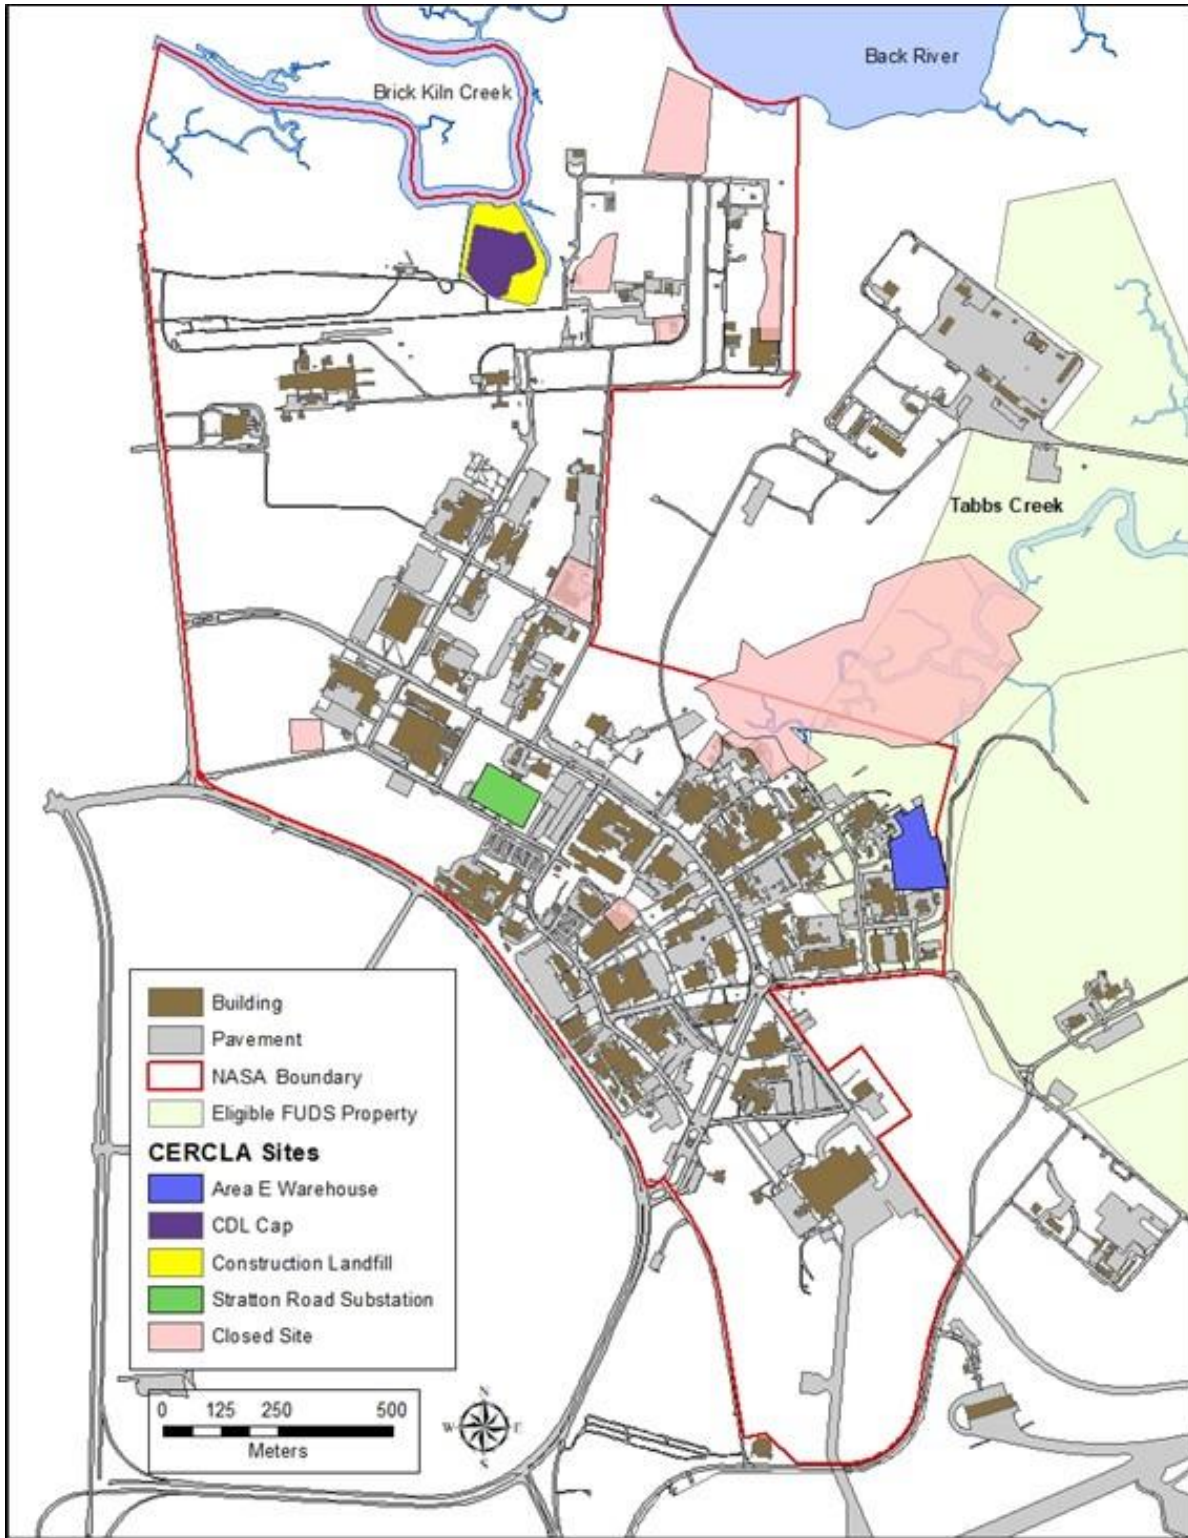 Back River
Brick Kiln Creek
Tabbs Creek
Building
Pavement
NASA Boundary
Eligible FUDS Property
CERCLA Sites
Area E Warehouse
CDL Cap
Construction Landfill
Stratton Road Substation
Closed Site
0 125 250 500
Meters
N
W E
S